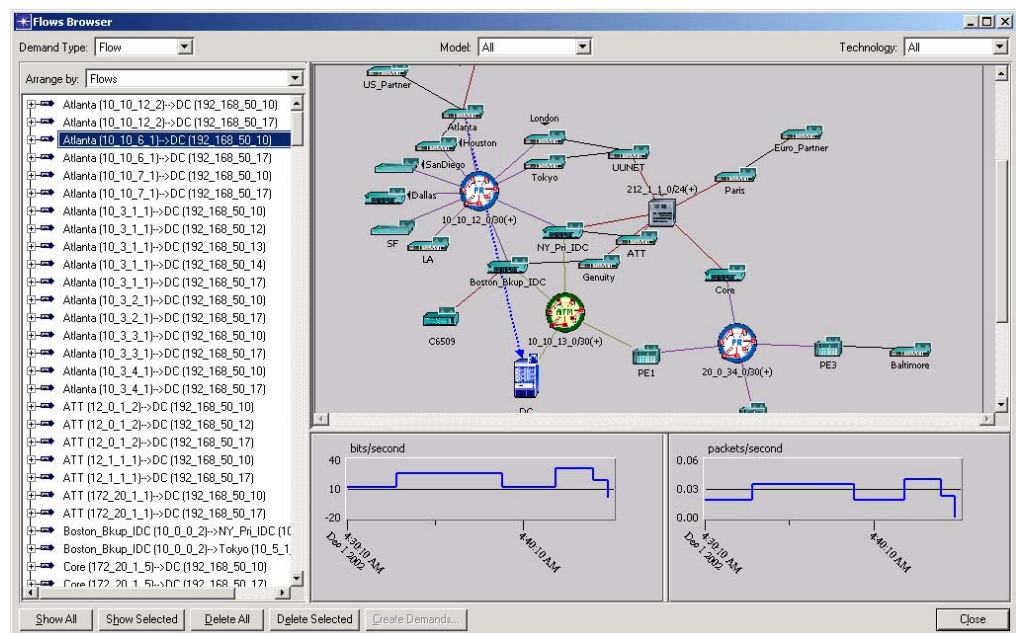 Flows Browser
Demand Type: Flow
Model: All
Technology: All
Arrange by: Flows
Atlanta (10_10_12_2)-->DC (192_168_50_10)
Atlanta (10_10_12_2)-->DC (192_168_50_17)
Atlanta (10_10_6_1)-->DC (192_168_50_10)
Atlanta (10_10_6_1)-->DC (192_168_50_17)
Atlanta (10_10_7_1)-->DC (192_168_50_10)
Atlanta (10_10_7_1)-->DC (192_168_50_17)
Atlanta (10_3_1_1)-->DC (192_168_50_10)
Atlanta (10_3_1_1)-->DC (192_168_50_12)
Atlanta (10_3_1_1)-->DC (192_168_50_13)
Atlanta (10_3_1_1)-->DC (192_168_50_14)
Atlanta (10_3_1_1)-->DC (192_168_50_17)
Atlanta (10_3_2_1)-->DC (192_168_50_10)
Atlanta (10_3_2_1)-->DC (192_168_50_17)
Atlanta (10_3_3_1)-->DC (192_168_50_10)
Atlanta (10_3_3_1)-->DC (192_168_50_17)
Atlanta (10_3_4_1)-->DC (192_168_50_10)
Atlanta (10_3_4_1)-->DC (192_168_50_17)
ATT (12_0_1_2)-->DC (192_168_50_10)
ATT (12_0_1_2)-->DC (192_168_50_12)
ATT (12_0_1_2)-->DC (192_168_50_17)
ATT (12_1_1_1)-->DC (192_168_50_10)
ATT (12_1_1_1)-->DC (192_168_50_17)
ATT (172_20_1_1)-->DC (192_168_50_10)
ATT (172_20_1_1)-->DC (192_168_50_17)
Boston_Bkup_IDC (10_0_0_2)-->NY_Pri_IDC (10
Boston_Bkup_IDC (10_0_0_2)-->Tokyo (10_5_1_
Core (172_20_1_5)-->DC (192_168_50_10)
Core (172_20_1_5)-->DC (192_168_50_17)
US_Partner
Atlanta
London
Houston
Euro_Partner
SanDiego
UUNET
Tokyo
FR
212_1_1_0/24(+)
Paris
Dallas
10_10_12_0/30(+)
SF
LA
NY_Pri_IDC
ATT
Boston_Bkup_IDC
Genuity
Core
ATM
C6509
10_10_13_0/30(+)
FR
PE1
20_0_34_0/30(+)
PE3
Baltimore
DC
bits/second
40
10
-20
4:30:10 AM
Dec 1 2002
4:40:10 AM
packets/second
0.06
0.03
0.00
4:30:10 AM
Dec 1 2002
4:40:10 AM
Show All
Show Selected
Delete All
Delete Selected
Create Demands...
Close